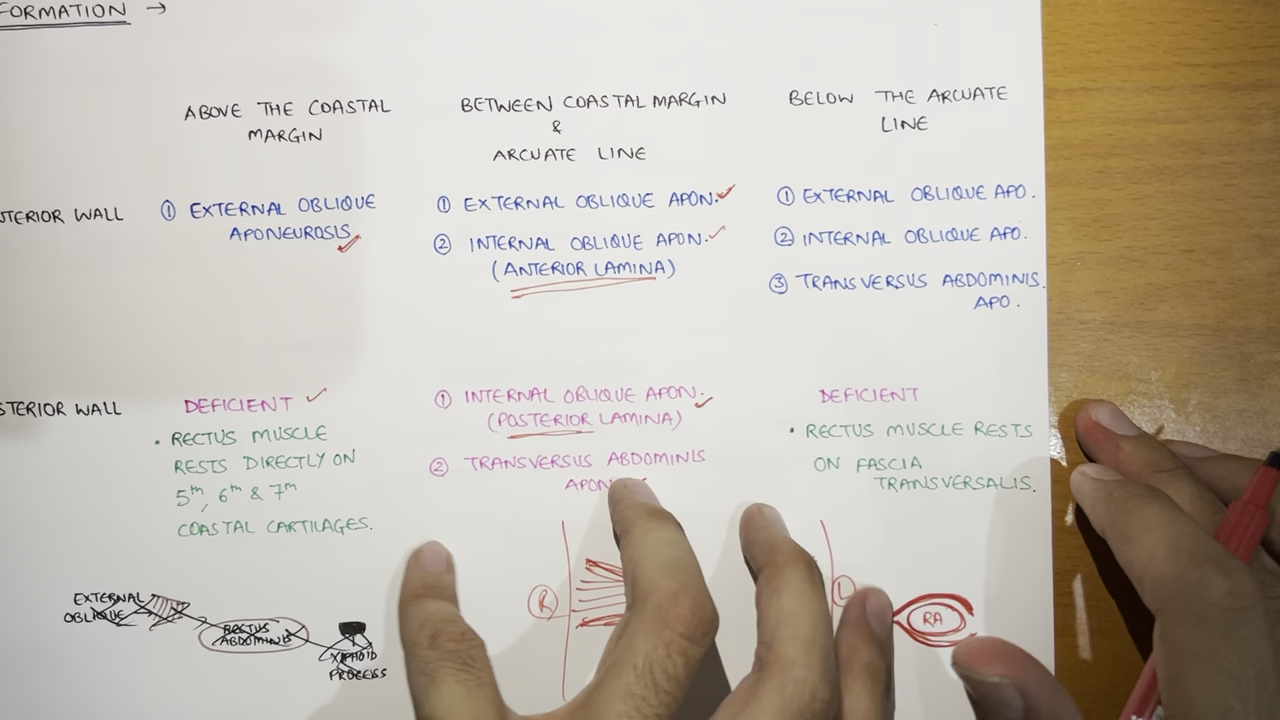 FORMATION →
ABOVE THE COASTAL
MARGIN
BETWEEN COASTAL MARGIN
&
ARCUATE LINE
BELOW THE ARCUATE
LINE
TERIOR WALL
① EXTERNAL OBLIQUE
APONEUROSIS
① EXTERNAL OBLIQUE APON.
② INTERNAL OBLIQUE APON.
(ANTERIOR LAMINA)
① EXTERNAL OBLIQUE APO.
② INTERNAL OBLIQUE APO.
③ TRANSVERSUS ABDOMINIS.
APO.
STERIOR WALL
DEFICIENT
• RECTUS MUSCLE
RESTS DIRECTLY ON
5th, 6th & 7th
COASTAL CARTILAGES.
① INTERNAL OBLIQUE APON.
(POSTERIOR LAMINA)
② TRANSVERSUS ABDOMINIS
APON
DEFICIENT
• RECTUS MUSCLE RESTS
ON FASCIA
TRANSVERSALIS.
EXTERNAL
OBLIQUE
RECTUS
ABDOMINIS
XIPHOID
PROCESS
R
L
RA